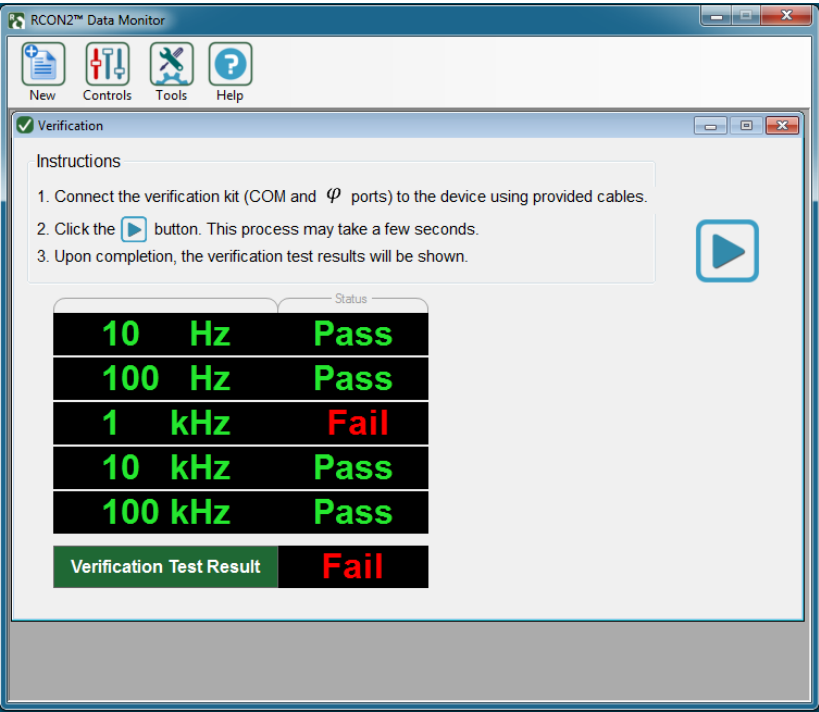 RCON2™ Data Monitor
New Controls Tools Help
Verification
Instructions
1. Connect the verification kit (COM and φ ports) to the device using provided cables.
2. Click the button. This process may take a few seconds.
3. Upon completion, the verification test results will be shown.
Status
10 Hz Pass
100 Hz Pass
1 kHz Fail
10 kHz Pass
100 kHz Pass
Verification Test Result Fail